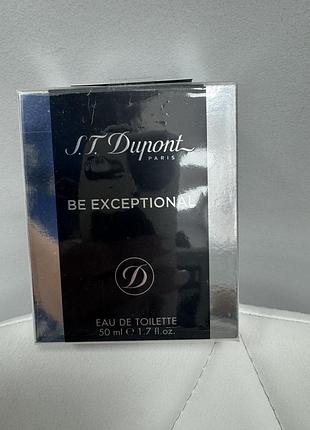 S.T. Dupont
PARIS
BE EXCEPTIONAL
D
EAU DE TOILETTE
50 ml ℮ 1.7 fl.oz.